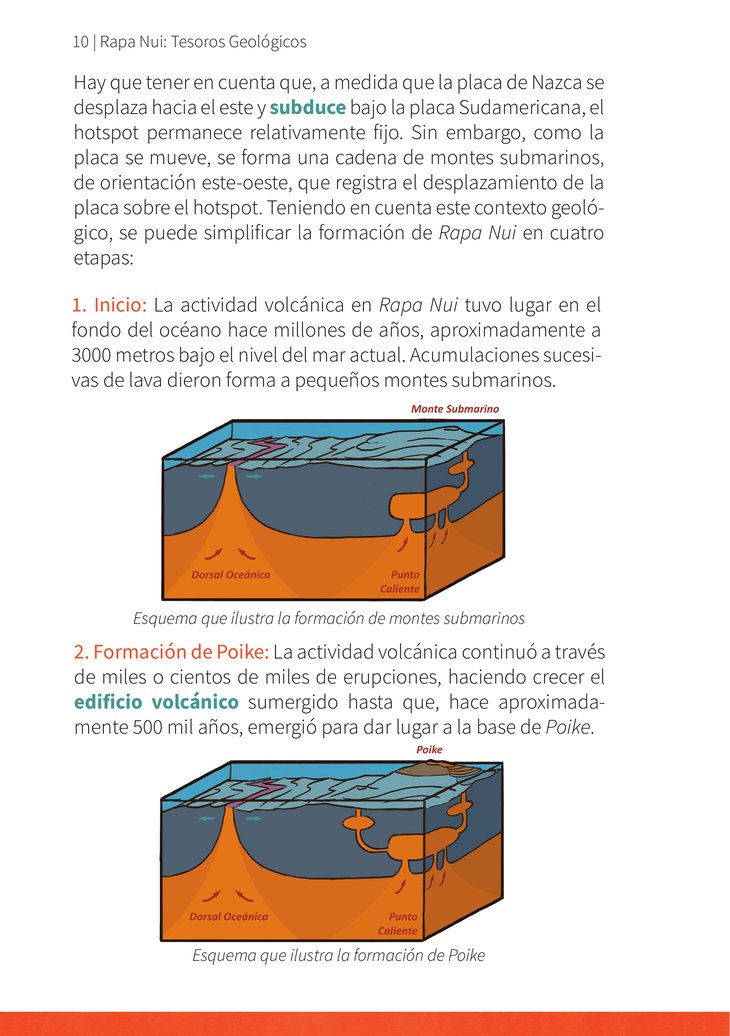 10 | Rapa Nui: Tesoros Geológicos
Hay que tener en cuenta que, a medida que la placa de Nazca se
desplaza hacia el este y subduce bajo la placa Sudamericana, el
hotspot permanece relativamente fijo. Sin embargo, como la
placa se mueve, se forma una cadena de montes submarinos,
de orientación este-oeste, que registra el desplazamiento de la
placa sobre el hotspot. Teniendo en cuenta este contexto geoló-
gico, se puede simplificar la formación de Rapa Nui en cuatro
etapas:
1. Inicio: La actividad volcánica en Rapa Nui tuvo lugar en el
fondo del océano hace millones de años, aproximadamente a
3000 metros bajo el nivel del mar actual. Acumulaciones sucesi-
vas de lava dieron forma a pequeños montes submarinos.
Monte Submarino
Dorsal Oceánica
Punto
Caliente
Esquema que ilustra la formación de montes submarinos
2. Formación de Poike: La actividad volcánica continuó a través
de miles o cientos de miles de erupciones, haciendo crecer el
edificio volcánico sumergido hasta que, hace aproximada-
mente 500 mil años, emergió para dar lugar a la base de Poike.
Poike
Dorsal Oceánica
Punto
Caliente
Esquema que ilustra la formación de Poike